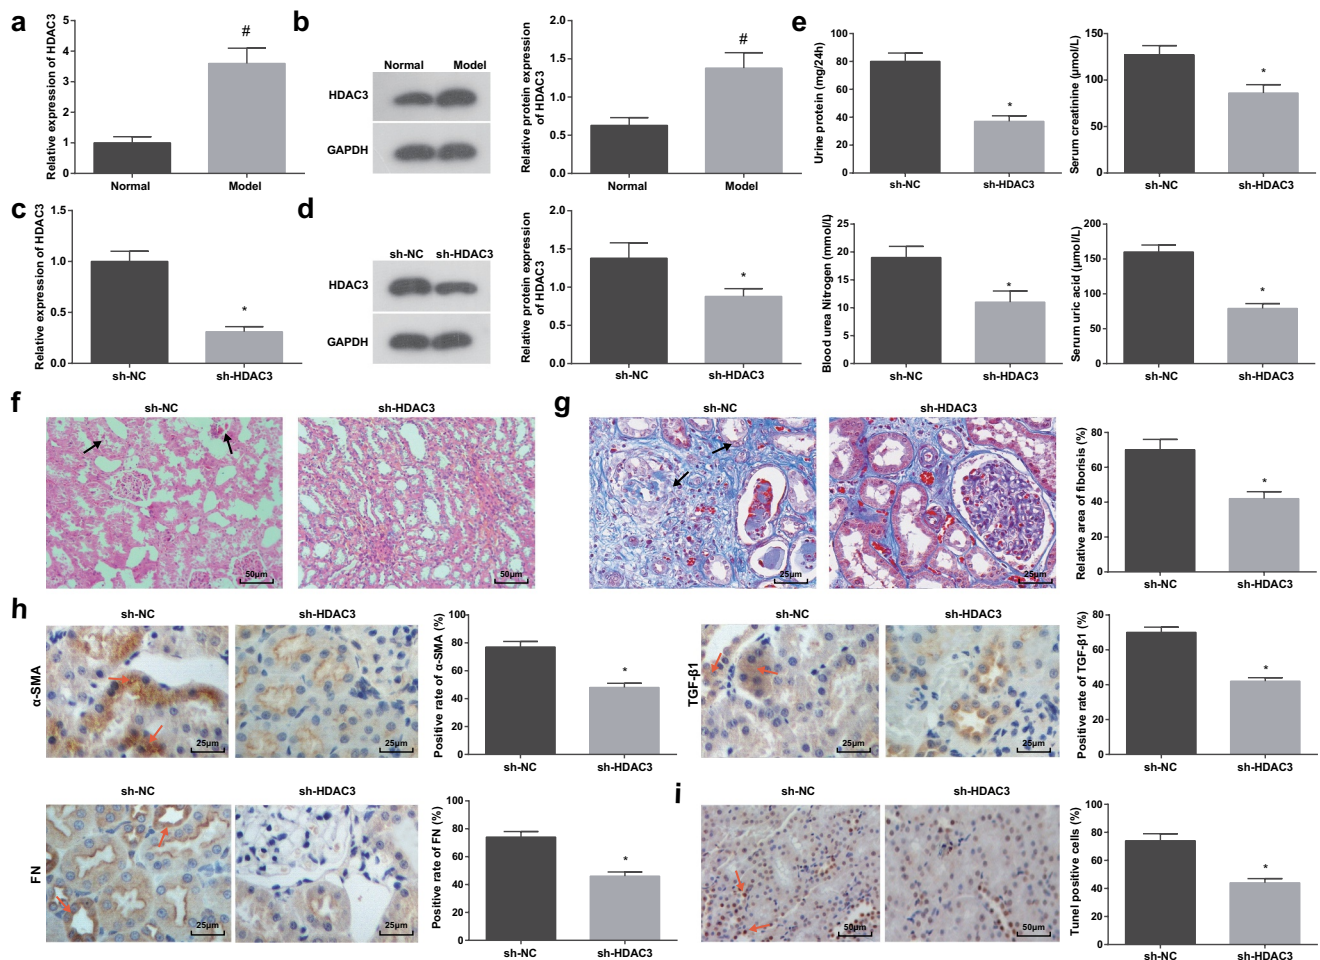 a
Relative expression of HDAC3
5
4
3
2
1
0
#
Normal
Model
b
Normal
Model
HDAC3
GAPDH
Relative protein expression
of HDAC3
2.0
1.5
1.0
0.5
0.0
#
Normal
Model
c
Relative expression of HDAC3
1.5
1.0
0.5
0.0
*
sh-NC
sh-HDAC3
d
sh-NC
sh-HDAC3
HDAC3
GAPDH
Relative protein expression
of HDAC3
2.0
1.5
1.0
0.5
0.0
*
sh-NC
sh-HDAC3
e
Urine protein (mg/24h)
100
80
60
40
20
0
*
sh-NC
sh-HDAC3
Serum creatinine (μmol/L)
150
100
50
0
*
sh-NC
sh-HDAC3
Blood urea Nitrogen (mmol/L)
25
20
15
10
5
0
*
sh-NC
sh-HDAC3
Serum uric acid (μmol/L)
200
150
100
50
0
*
sh-NC
sh-HDAC3
f
sh-NC
sh-HDAC3
50μm
50μm
g
sh-NC
sh-HDAC3
25μm
25μm
Relative area of fiborisis (%)
80
60
40
20
0
*
sh-NC
sh-HDAC3
h
sh-NC
sh-HDAC3
α-SMA
25μm
25μm
Positive rate of α-SMA (%)
100
80
60
40
20
0
*
sh-NC
sh-HDAC3
sh-NC
sh-HDAC3
TGF-β1
25μm
25μm
Positive rate of TGF-β1 (%)
80
60
40
20
0
*
sh-NC
sh-HDAC3
sh-NC
sh-HDAC3
FN
25μm
25μm
Positive rate of FN (%)
100
80
60
40
20
0
*
sh-NC
sh-HDAC3
i
sh-NC
sh-HDAC3
50μm
50μm
Tunel positive cells (%)
100
80
60
40
20
0
*
sh-NC
sh-HDAC3